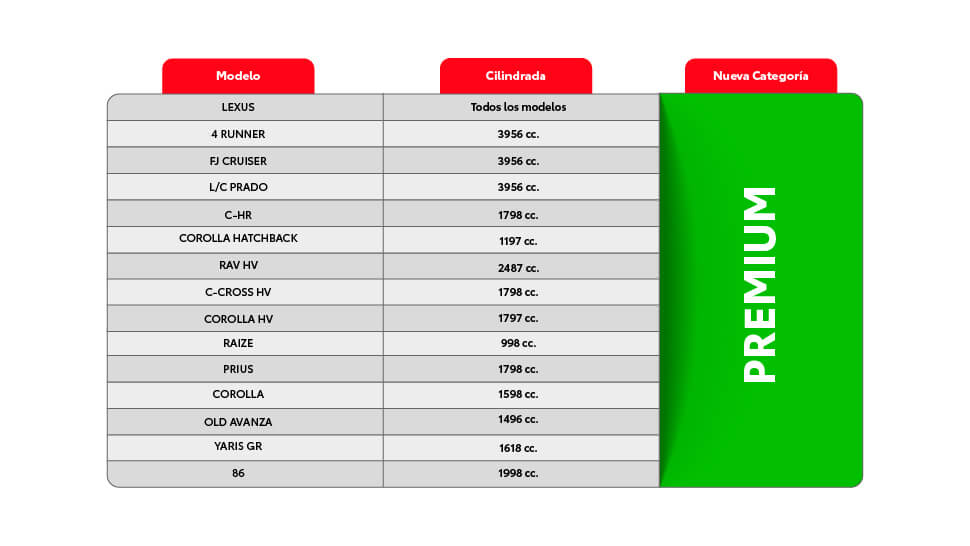 Modelo Cilindrada Nueva Categoría
LEXUS Todos los modelos
4 RUNNER 3956 cc.
FJ CRUISER 3956 cc.
L/C PRADO 3956 cc.
C-HR 1798 cc.
COROLLA HATCHBACK 1197 cc.
RAV HV 2487 cc.
C-CROSS HV 1798 cc.
COROLLA HV 1797 cc.
RAIZE 998 cc.
PRIUS 1798 cc.
COROLLA 1598 cc.
OLD AVANZA 1496 cc.
YARIS GR 1618 cc.
86 1998 cc.
PREMIUM